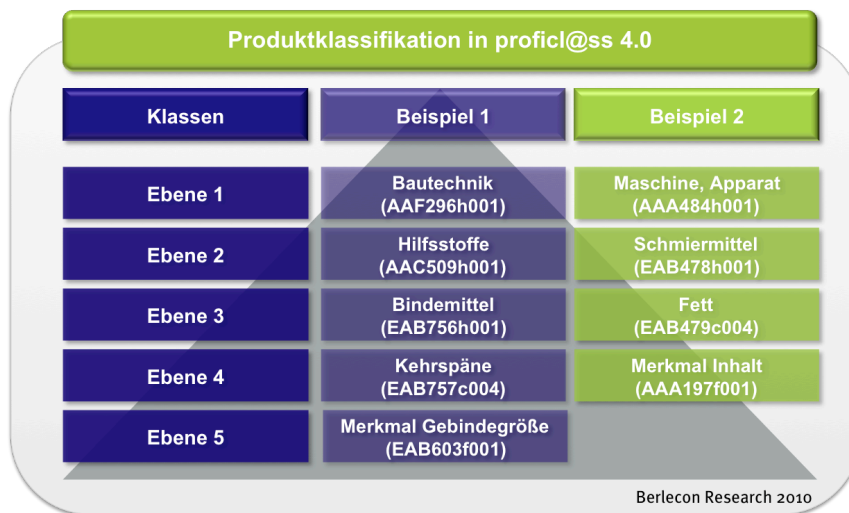 Produktklassifikation in proficl@ss 4.0
Klassen
Beispiel 1
Beispiel 2
Ebene 1
Bautechnik
(AAF296h001)
Maschine, Apparat
(AAA484h001)
Ebene 2
Hilfsstoffe
(AAC509h001)
Schmiermittel
(EAB478h001)
Ebene 3
Bindemittel
(EAB756h001)
Fett
(EAB479c004)
Ebene 4
Kehrspäne
(EAB757c004)
Merkmal Inhalt
(AAA197f001)
Ebene 5
Merkmal Gebindegröße
(EAB603f001)
Berlecon Research 2010